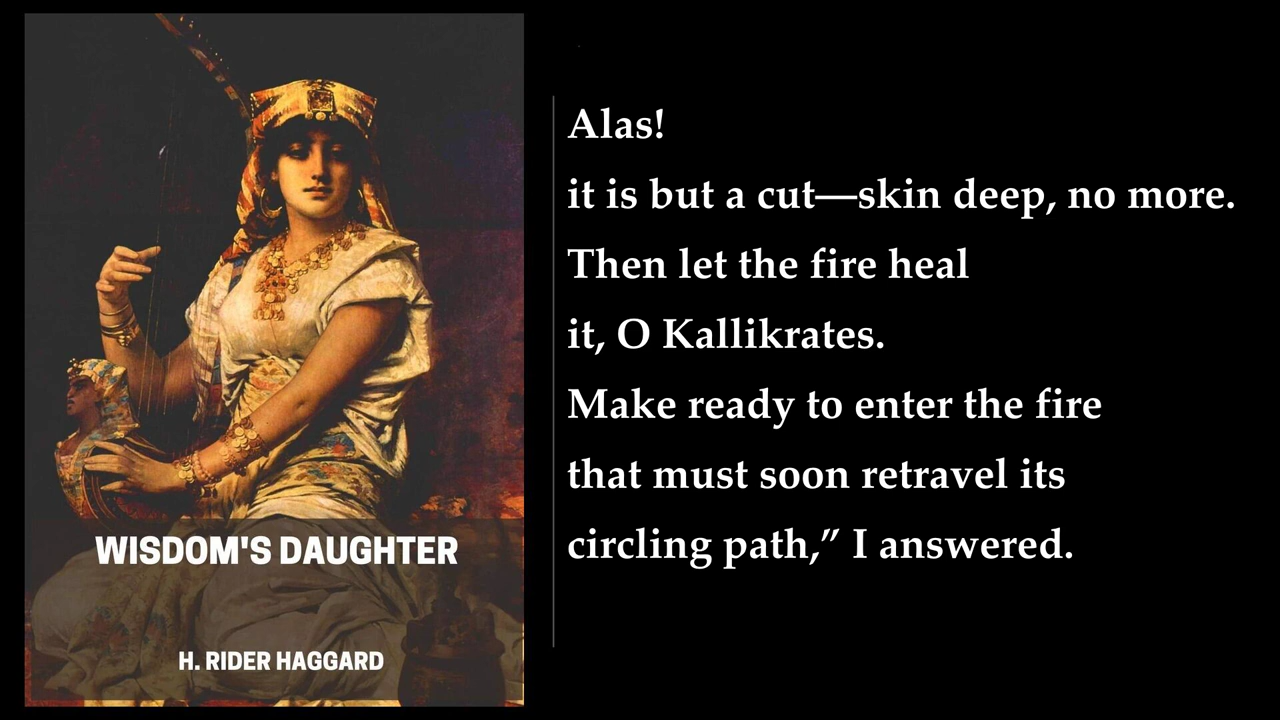 WISDOM'S DAUGHTER
H. RIDER HAGGARD
Alas!
it is but a cut—skin deep, no more.
Then let the fire heal
it, O Kallikrates.
Make ready to enter the fire
that must soon retravel its
circling path,” I answered.